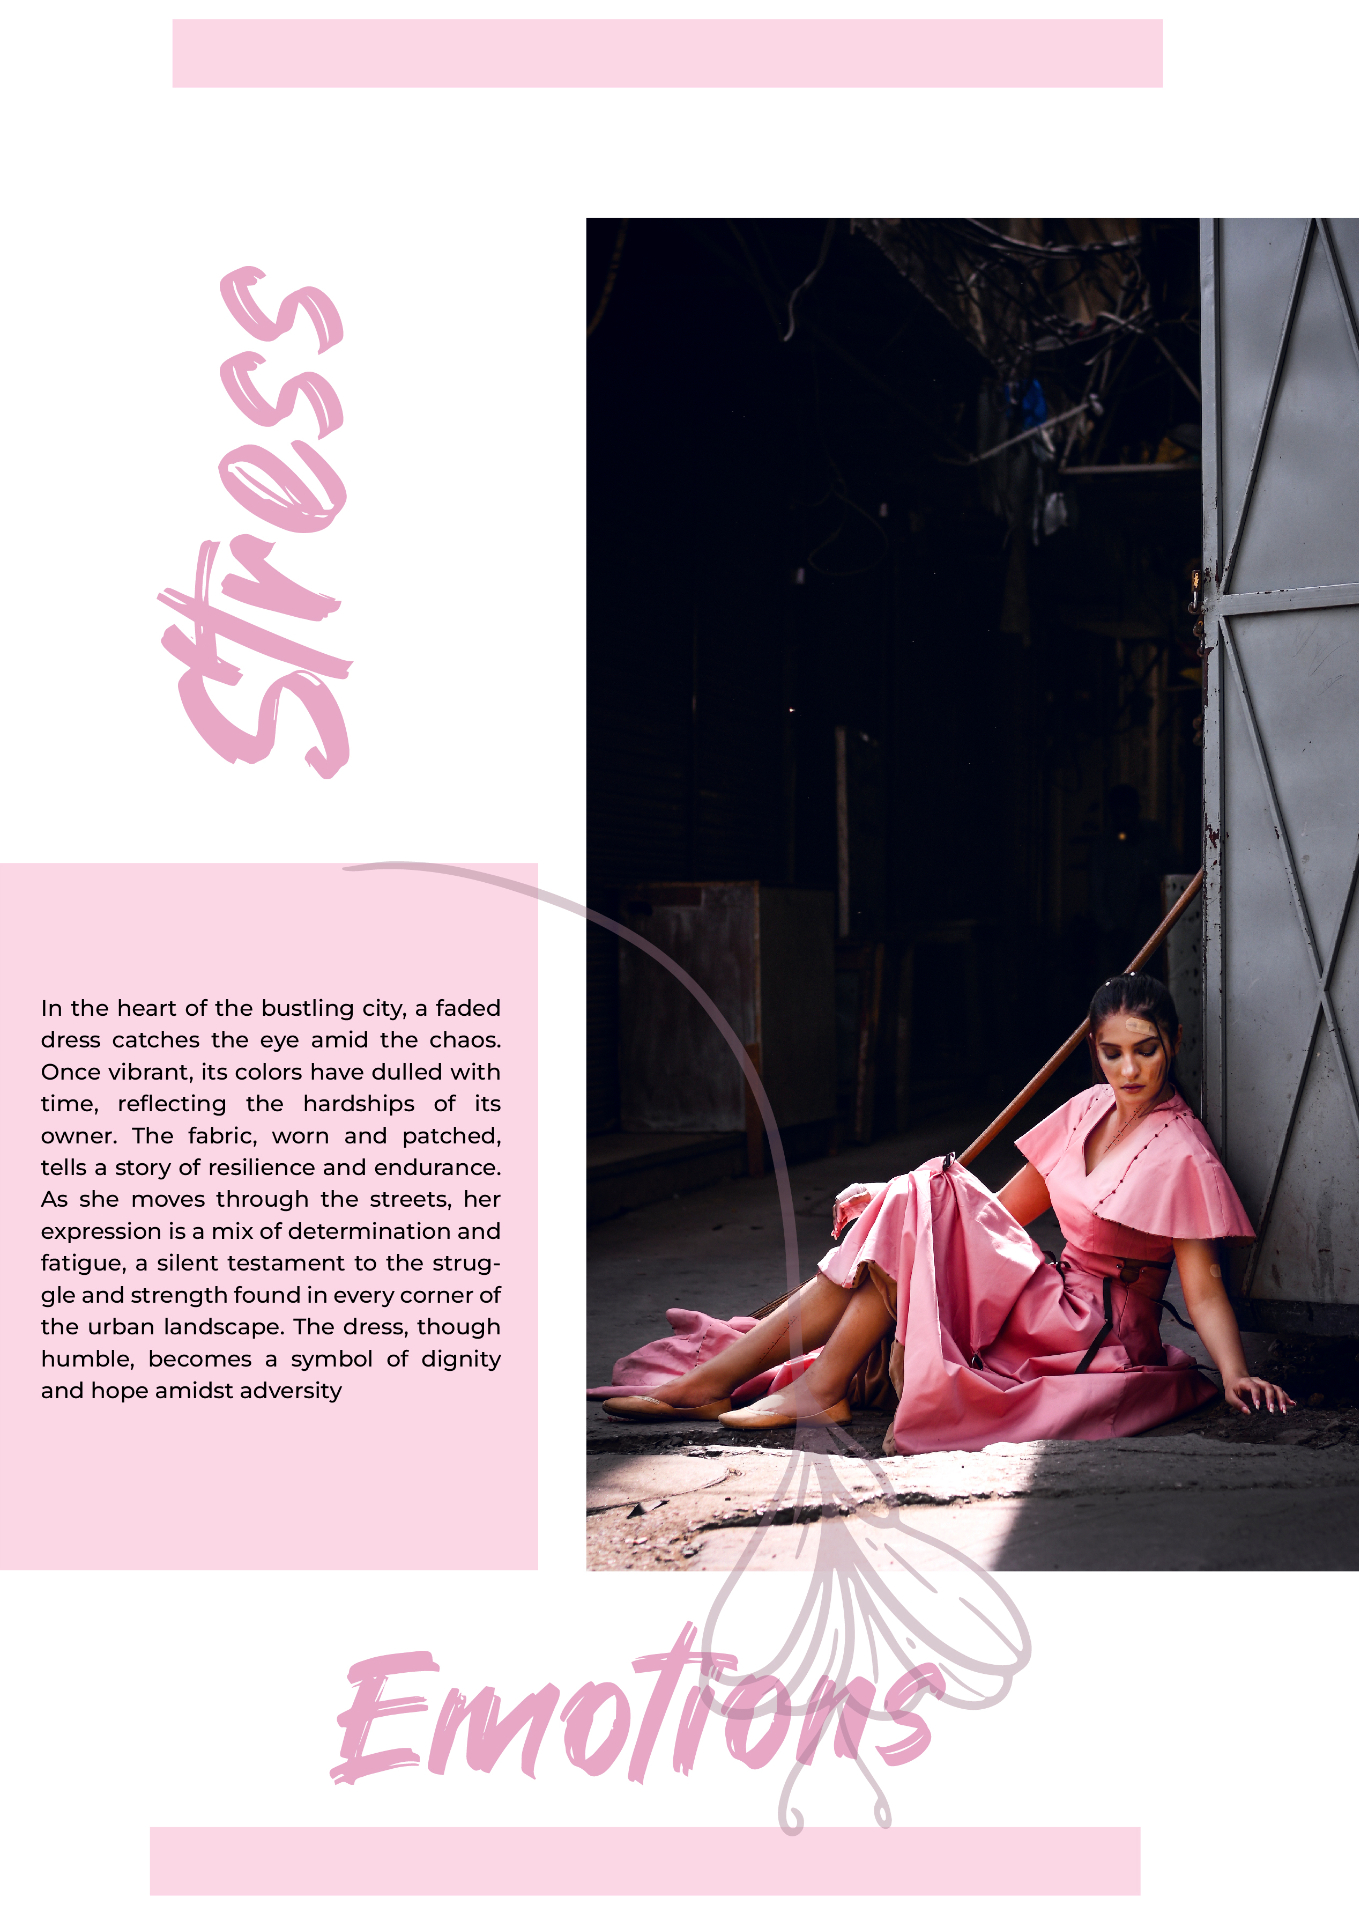 Stress
In the heart of the bustling city, a faded
dress catches the eye amid the chaos.
Once vibrant, its colors have dulled with
time, reflecting the hardships of its
owner. The fabric, worn and patched,
tells a story of resilience and endurance.
As she moves through the streets, her
expression is a mix of determination and
fatigue, a silent testament to the strug-
gle and strength found in every corner of
the urban landscape. The dress, though
humble, becomes a symbol of dignity
and hope amidst adversity
Emotions